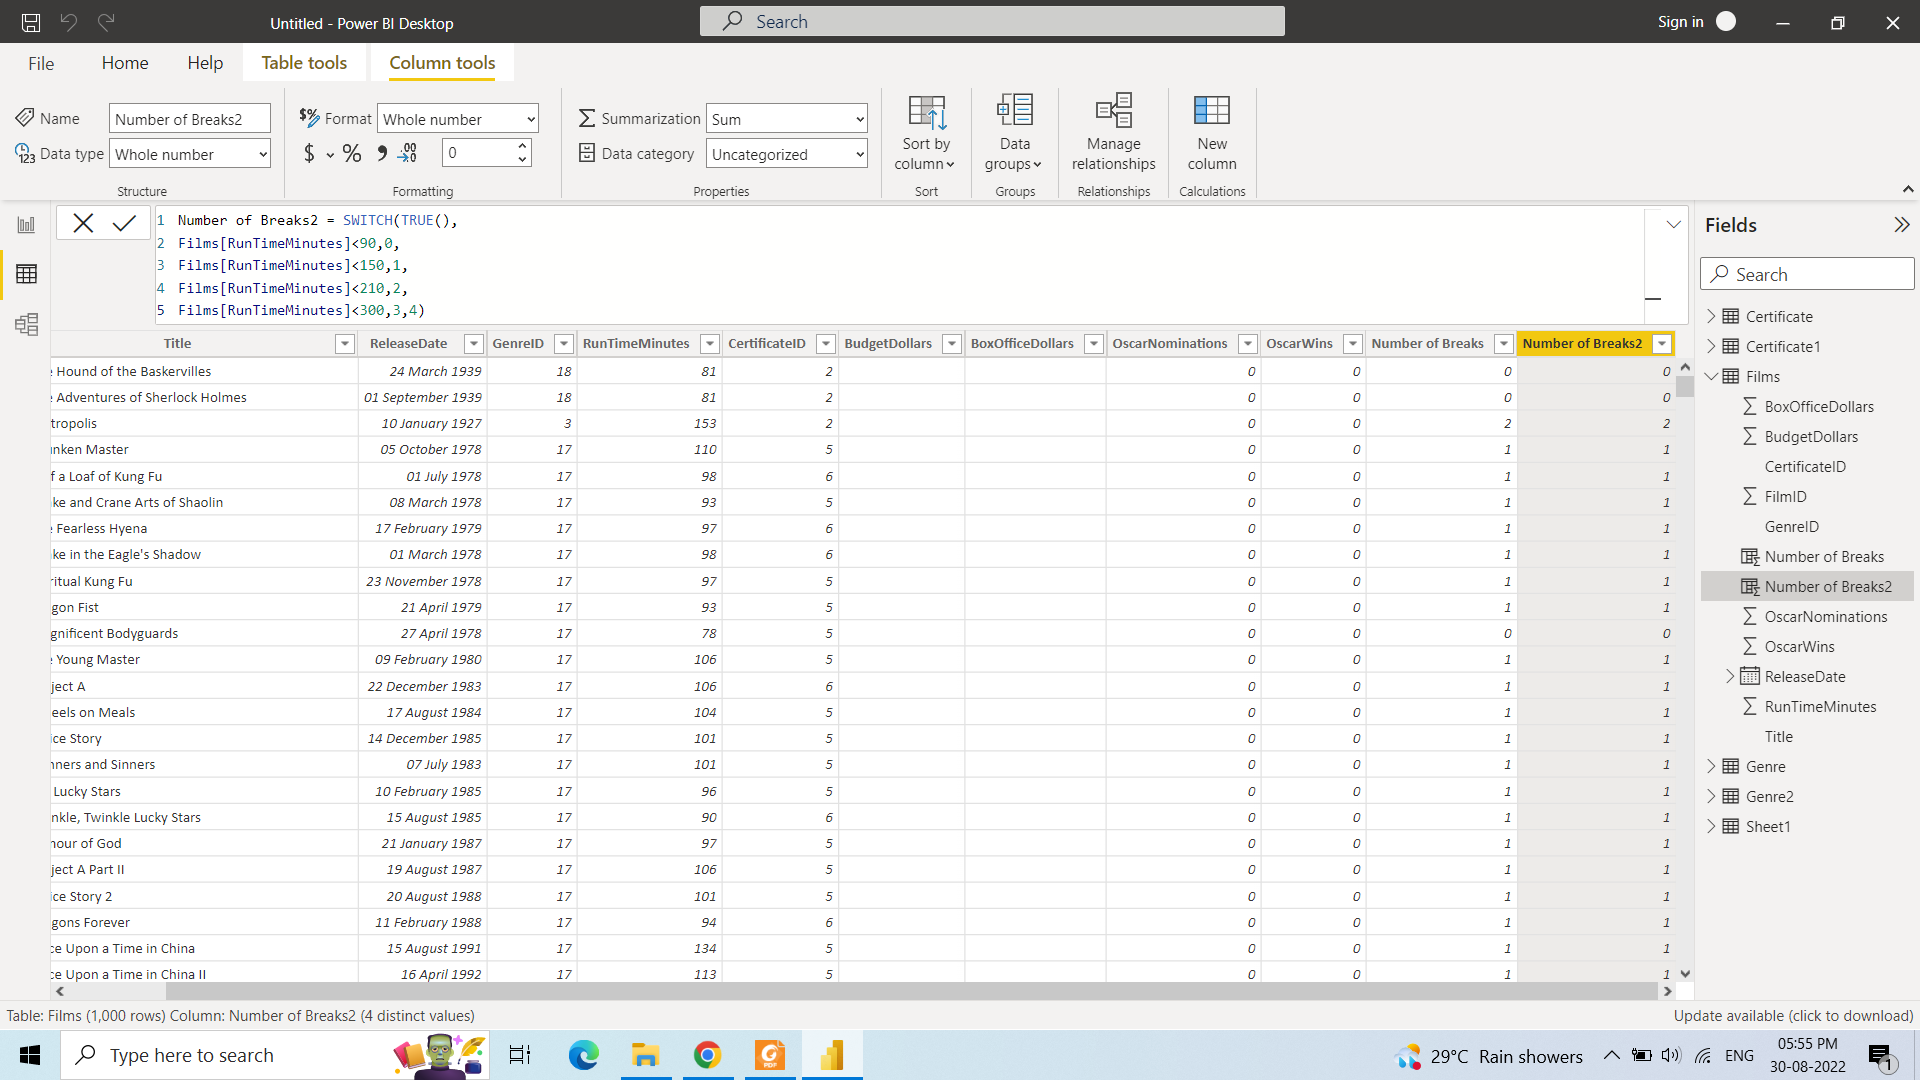 Untitled - Power BI Desktop
Search
Sign in
File Home Help Table tools Column tools
Name Number of Breaks2
Data type Whole number
Structure
Format Whole number
$ % 0
Formatting
Summarization Sum
Data category Uncategorized
Properties
Sort by column
Sort
Data groups
Groups
Manage relationships
Relationships
New column
Calculations
1 Number of Breaks2 = SWITCH(TRUE(),
2 Films[RunTimeMinutes]<90,0,
3 Films[RunTimeMinutes]<150,1,
4 Films[RunTimeMinutes]<210,2,
5 Films[RunTimeMinutes]<300,3,4)
Title ReleaseDate GenreID RunTimeMinutes CertificateID BudgetDollars BoxOfficeDollars OscarNominations OscarWins Number of Breaks Number of Breaks2
Hound of the Baskervilles 24 March 1939 18 81 2 0 0 0 0
Adventures of Sherlock Holmes 01 September 1939 18 81 2 0 0 0 0
tropolis 10 January 1927 3 153 2 0 0 2 2
nken Master 05 October 1978 17 110 5 0 0 1 1
f a Loaf of Kung Fu 01 July 1978 17 98 6 0 0 1 1
ke and Crane Arts of Shaolin 08 March 1978 17 93 5 0 0 1 1
Fearless Hyena 17 February 1979 17 97 6 0 0 1 1
ke in the Eagle's Shadow 01 March 1978 17 98 6 0 0 1 1
ritual Kung Fu 23 November 1978 17 97 5 0 0 1 1
gon Fist 21 April 1979 17 93 5 0 0 1 1
gnificent Bodyguards 27 April 1978 17 78 5 0 0 0 0
Young Master 09 February 1980 17 106 5 0 0 1 1
ject A 22 December 1983 17 106 6 0 0 1 1
eels on Meals 17 August 1984 17 104 5 0 0 1 1
ice Story 14 December 1985 17 101 5 0 0 1 1
nners and Sinners 07 July 1983 17 101 5 0 0 1 1
Lucky Stars 10 February 1985 17 96 5 0 0 1 1
nkle, Twinkle Lucky Stars 15 August 1985 17 90 6 0 0 1 1
nour of God 21 January 1987 17 97 5 0 0 1 1
ject A Part II 19 August 1987 17 106 5 0 0 1 1
ice Story 2 20 August 1988 17 101 5 0 0 1 1
gons Forever 11 February 1988 17 94 6 0 0 1 1
ce Upon a Time in China 15 August 1991 17 134 5 0 0 1 1
ce Upon a Time in China II 16 April 1992 17 113 5 0 0 1 1
Fields
Search
Certificate
Certificate1
Films
BoxOfficeDollars
BudgetDollars
CertificateID
FilmID
GenreID
Number of Breaks
Number of Breaks2
OscarNominations
OscarWins
ReleaseDate
RunTimeMinutes
Title
Genre
Genre2
Sheet1
Table: Films (1,000 rows) Column: Number of Breaks2 (4 distinct values)
Update available (click to download)
Type here to search
29°C Rain showers
ENG
05:55 PM
30-08-2022
1